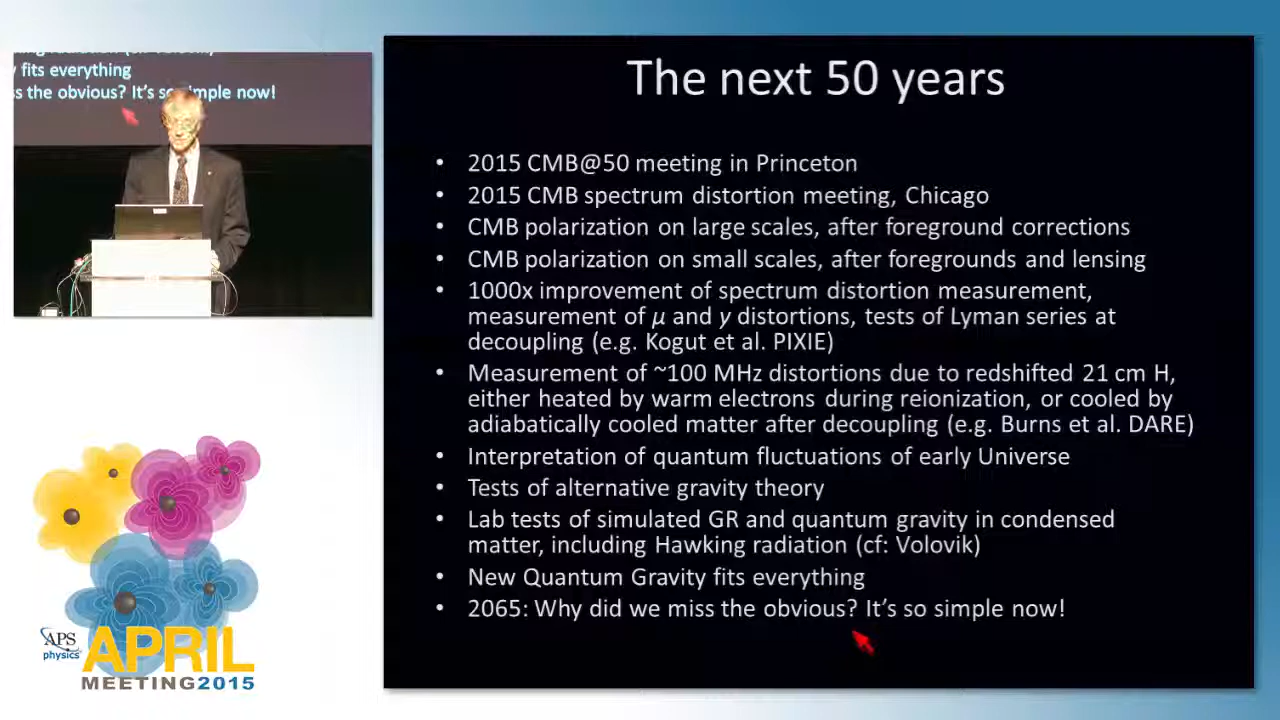 fits everything
the obvious? It's so simple now!
The next 50 years
• 2015 CMB@50 meeting in Princeton
• 2015 CMB spectrum distortion meeting, Chicago
• CMB polarization on large scales, after foreground corrections
• CMB polarization on small scales, after foregrounds and lensing
• 1000x improvement of spectrum distortion measurement,
measurement of μ and y distortions, tests of Lyman series at
decoupling (e.g. Kogut et al. PIXIE)
• Measurement of ~100 MHz distortions due to redshifted 21 cm H,
either heated by warm electrons during reionization, or cooled by
adiabatically cooled matter after decoupling (e.g. Burns et al. DARE)
• Interpretation of quantum fluctuations of early Universe
• Tests of alternative gravity theory
• Lab tests of simulated GR and quantum gravity in condensed
matter, including Hawking radiation (cf: Volovik)
• New Quantum Gravity fits everything
• 2065: Why did we miss the obvious? It's so simple now!
APS
physics
APRIL
MEETING2015